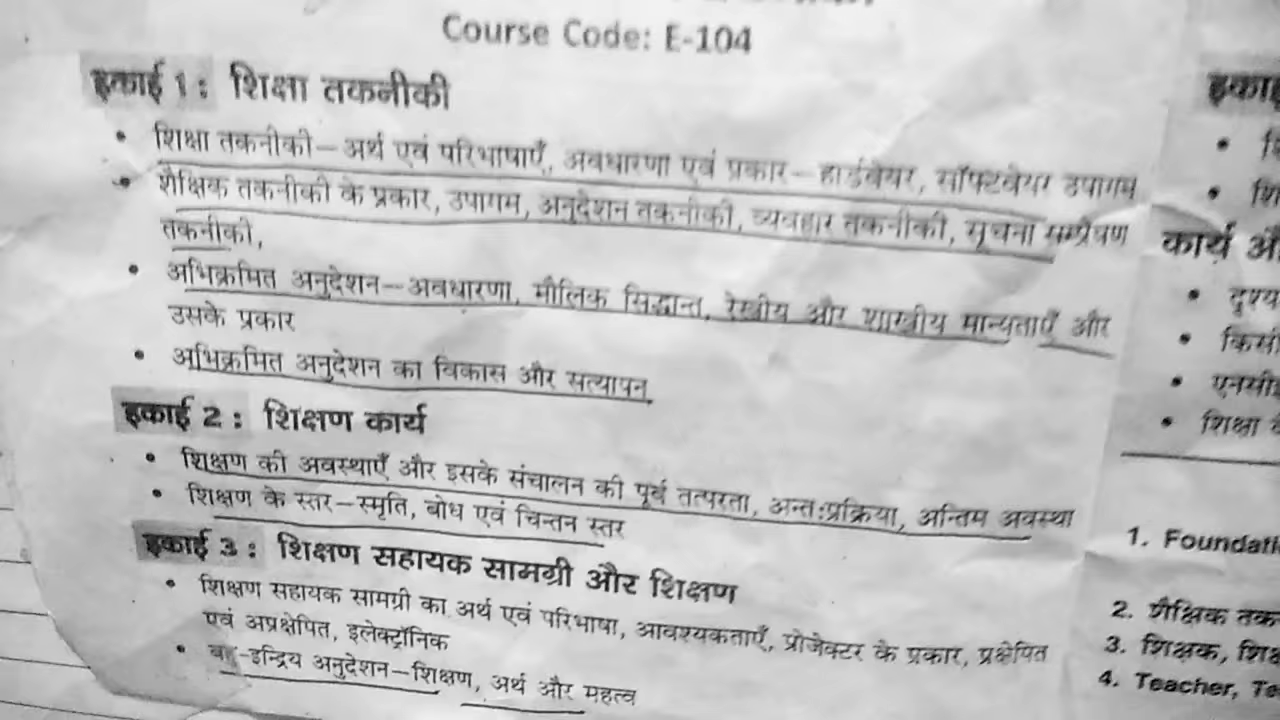 Course Code: E-104
इकाई 1 : शिक्षा तकनीकी
• शिक्षा तकनीकी–अर्थ एवं परिभाषाएँ, अवधारणा एवं प्रकार–हार्डवेयर, सॉफ्टवेयर उपागम
• शैक्षिक तकनीकी के प्रकार, उपागम, अनुदेशन तकनीकी, व्यवहार तकनीकी, सूचना सम्प्रेषण
तकनीकी,
• अभिक्रमित अनुदेशन–अवधारणा, मौलिक सिद्धान्त, रेखीय और शाखीय मान्यताएँ और
उसके प्रकार
• अभिक्रमित अनुदेशन का विकास और सत्यापन
इकाई 2 : शिक्षण कार्य
• शिक्षण की अवस्थाएँ और इसके संचालन की पूर्व तत्परता, अन्तःप्रक्रिया, अन्तिम अवस्था
• शिक्षण के स्तर–स्मृति, बोध एवं चिन्तन स्तर
इकाई 3 : शिक्षण सहायक सामग्री और शिक्षण
• शिक्षण सहायक सामग्री का अर्थ एवं परिभाषा, आवश्यकताएँ, प्रोजेक्टर के प्रकार, प्रक्षेपित
एवं अप्रक्षेपित, इलेक्ट्रॉनिक
• बहु-इन्द्रिय अनुदेशन–शिक्षण, अर्थ और महत्व
कार्य
• दृश्य
•
•
• शिक्षा
1.
2. शैक्षिक
3. शिक्षक,
4. Teacher,